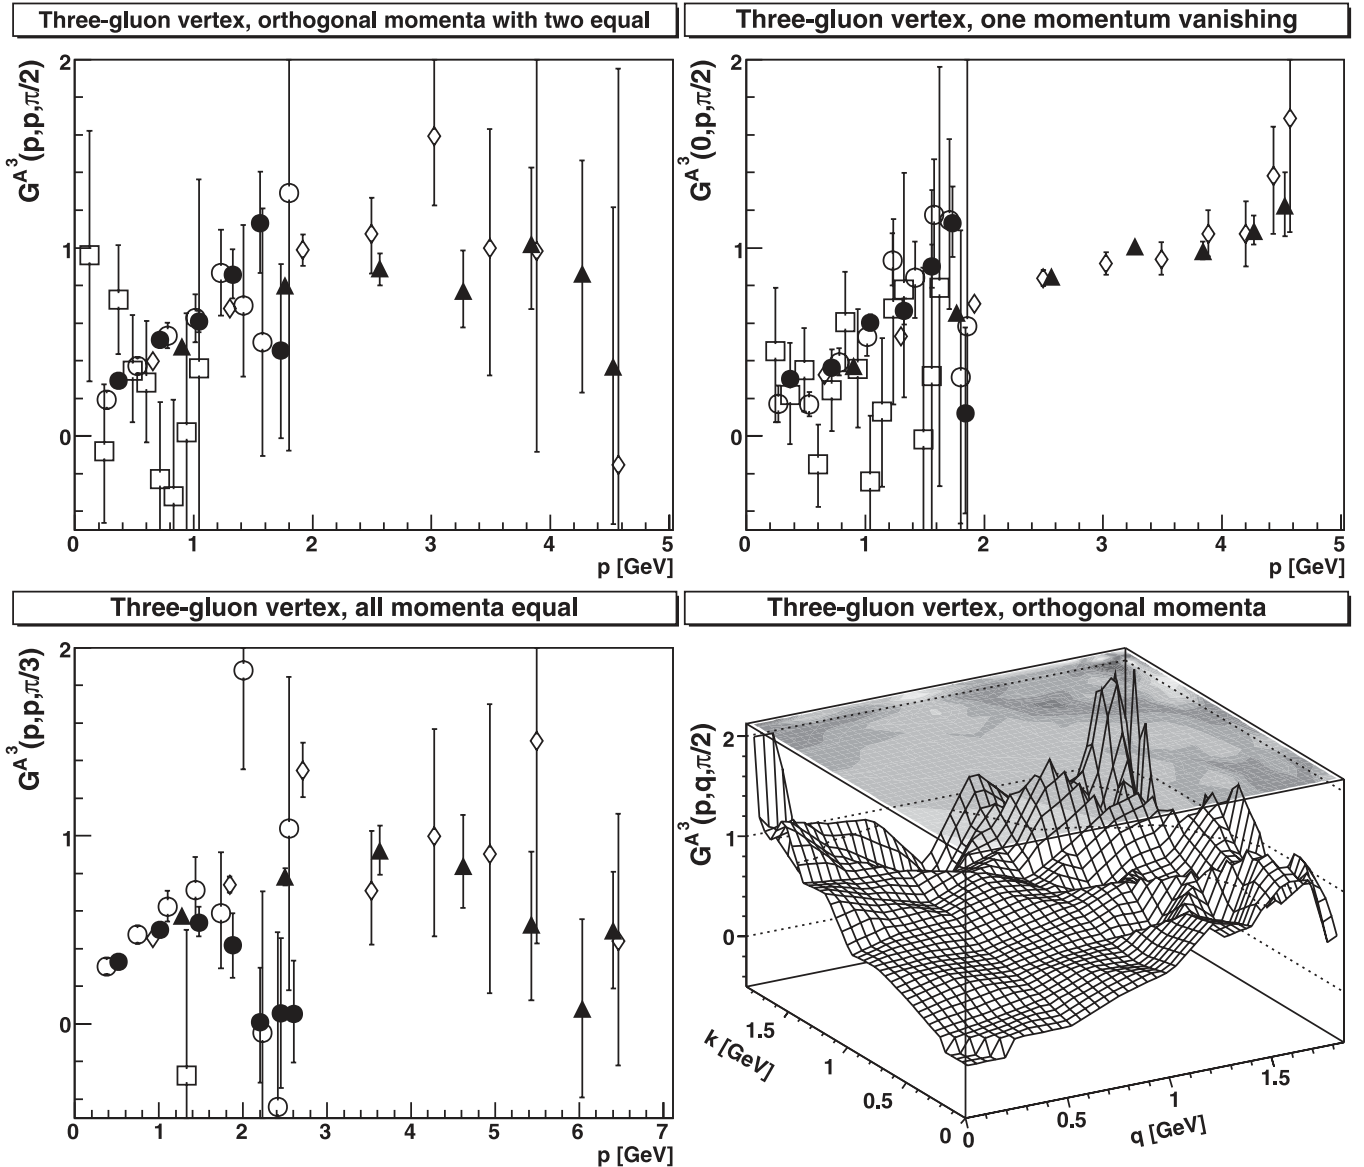 Three-gluon vertex, orthogonal momenta with two equal
G^A^3(p,p,π/2)
2
1
0
0 1 2 3 4 5
p [GeV]
Three-gluon vertex, one momentum vanishing
G^A^3(0,p,π/2)
2
1
0
0 1 2 3 4 5
p [GeV]
Three-gluon vertex, all momenta equal
G^A^3(p,p,π/3)
2
1
0
0 1 2 3 4 5 6 7
p [GeV]
Three-gluon vertex, orthogonal momenta
G^A^3(p,q,π/2)
2
1
0
k [GeV]
1.5
1
0.5
0
0
0.5
1
1.5
q [GeV]